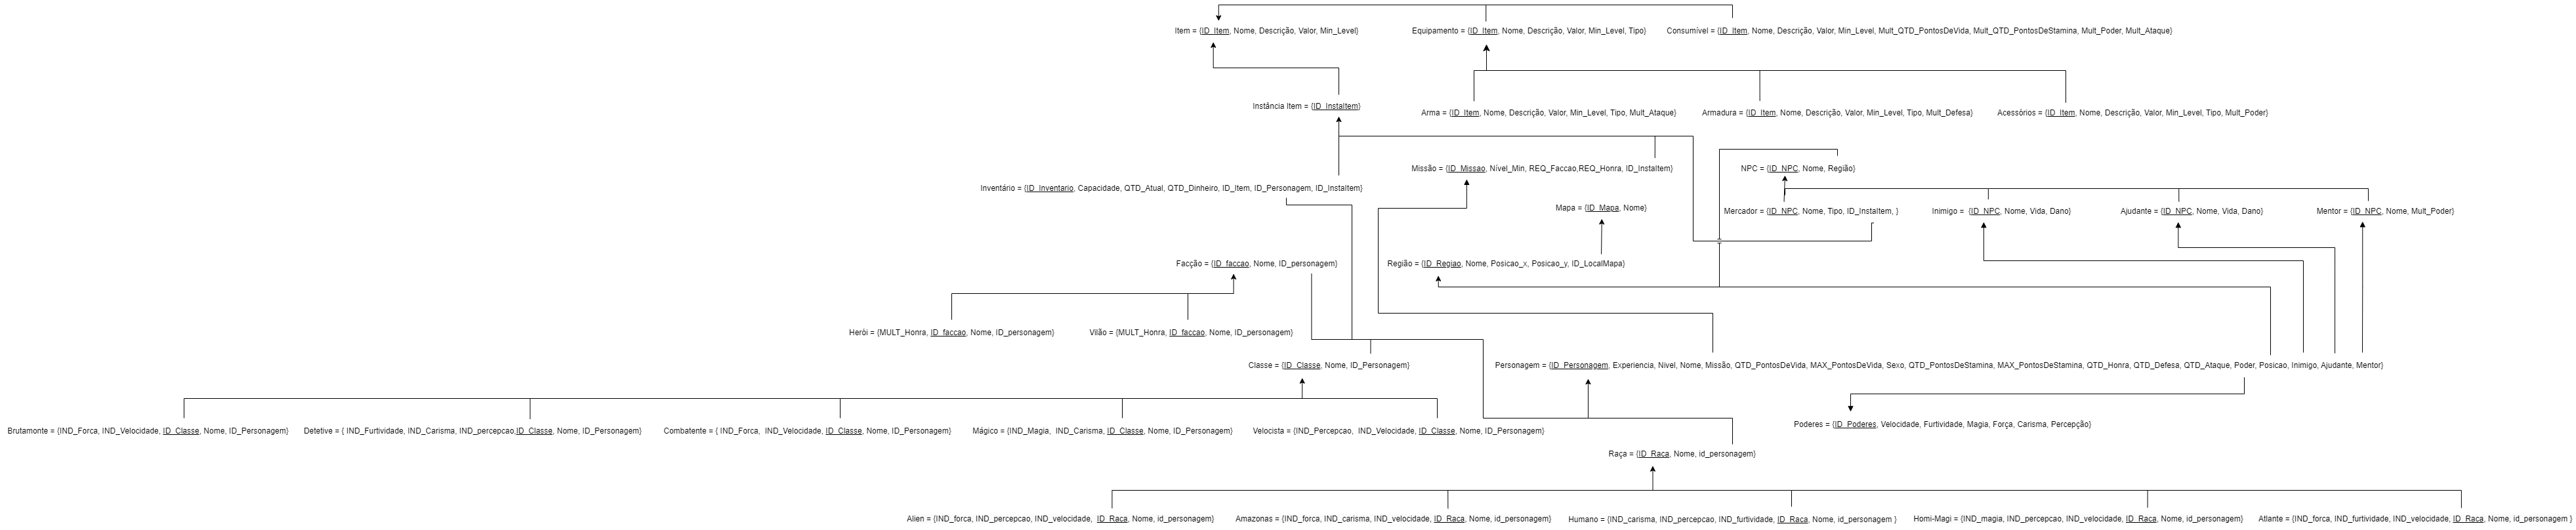 Item = {ID_Item, Nome, Descrição, Valor, Min_Level}
Equipamento = {ID_Item, Nome, Descrição, Valor, Min_Level, Tipo}
Consumível = {ID_Item, Nome, Descrição, Valor, Min_Level, Mult_QTD_PontosDeVida, Mult_QTD_PontosDeStamina, Mult_Poder, Mult_Ataque}
Instância Item = {ID_InstaItem}
Arma = {ID_Item, Nome, Descrição, Valor, Min_Level, Tipo, Mult_Ataque}
Armadura = {ID_Item, Nome, Descrição, Valor, Min_Level, Tipo, Mult_Defesa}
Acessòrios = {ID_Item, Nome, Descrição, Valor, Min_Level, Tipo, Mult_Poder}
Missão = {ID_Missao, Nível_Min, REQ_Faccao,REQ_Honra, ID_InstaItem}
NPC = {ID_NPC, Nome, Região}
Inventário = {ID_Inventario, Capacidade, QTD_Atual, QTD_Dinheiro, ID_Item, ID_Personagem, ID_InstaItem}
Mapa = {ID_Mapa, Nome}
Mercador = {ID_NPC, Nome, Tipo, ID_InstaItem, }
Inimigo = {ID_NPC, Nome, Vida, Dano}
Ajudante = {ID_NPC, Nome, Vida, Dano}
Mentor = {ID_NPC, Nome, Mult_Poder}
Facção = {ID_faccao, Nome, ID_personagem}
Região = {ID_Regiao, Nome, Posicao_x, Posicao_y, ID_LocalMapa}
Heròi = {MULT_Honra, ID_faccao, Nome, ID_personagem}
Vilão = {MULT_Honra, ID_faccao, Nome, ID_personagem}
Classe = {ID_Classe, Nome, ID_Personagem}
Personagem = {ID_Personagem, Experiencia, Nivel, Nome, Missão, QTD_PontosDeVida, MAX_PontosDeVida, Sexo, QTD_PontosDeStamina, MAX_PontosDeStamina, QTD_Honra, QTD_Defesa, QTD_Ataque, Poder, Posicao, Inimigo, Ajudante, Mentor}
Poderes = {ID_Poderes, Velocidade, Furtividade, Magia, Força, Carisma, Percepção}
Brutamonte = {IND_Forca, IND_Velocidade, ID_Classe, Nome, ID_Personagem}
Detetive = { IND_Furtividade, IND_Carisma, IND_percepcao,ID_Classe, Nome, ID_Personagem}
Combatente = { IND_Forca, IND_Velocidade, ID_Classe, Nome, ID_Personagem}
Mágico = {IND_Magia, IND_Carisma, ID_Classe, Nome, ID_Personagem}
Velocista = {IND_Percepcao, IND_Velocidade, ID_Classe, Nome, ID_Personagem}
Raça = {ID_Raca, Nome, id_personagem}
Alien = {IND_forca, IND_percepcao, IND_velocidade, ID_Raca, Nome, id_personagem}
Amazonas = {IND_forca, IND_carisma, IND_velocidade, ID_Raca, Nome, id_personagem}
Humano = {IND_carisma, IND_percepcao, IND_furtividade, ID_Raca, Nome, id_personagem }
Homi-Magi = {IND_magia, IND_percepcao, IND_velocidade, ID_Raca, Nome, id_personagem}
Atlante = {IND_forca, IND_furtividade, IND_velocidade, ID_Raca, Nome, id_personagem }